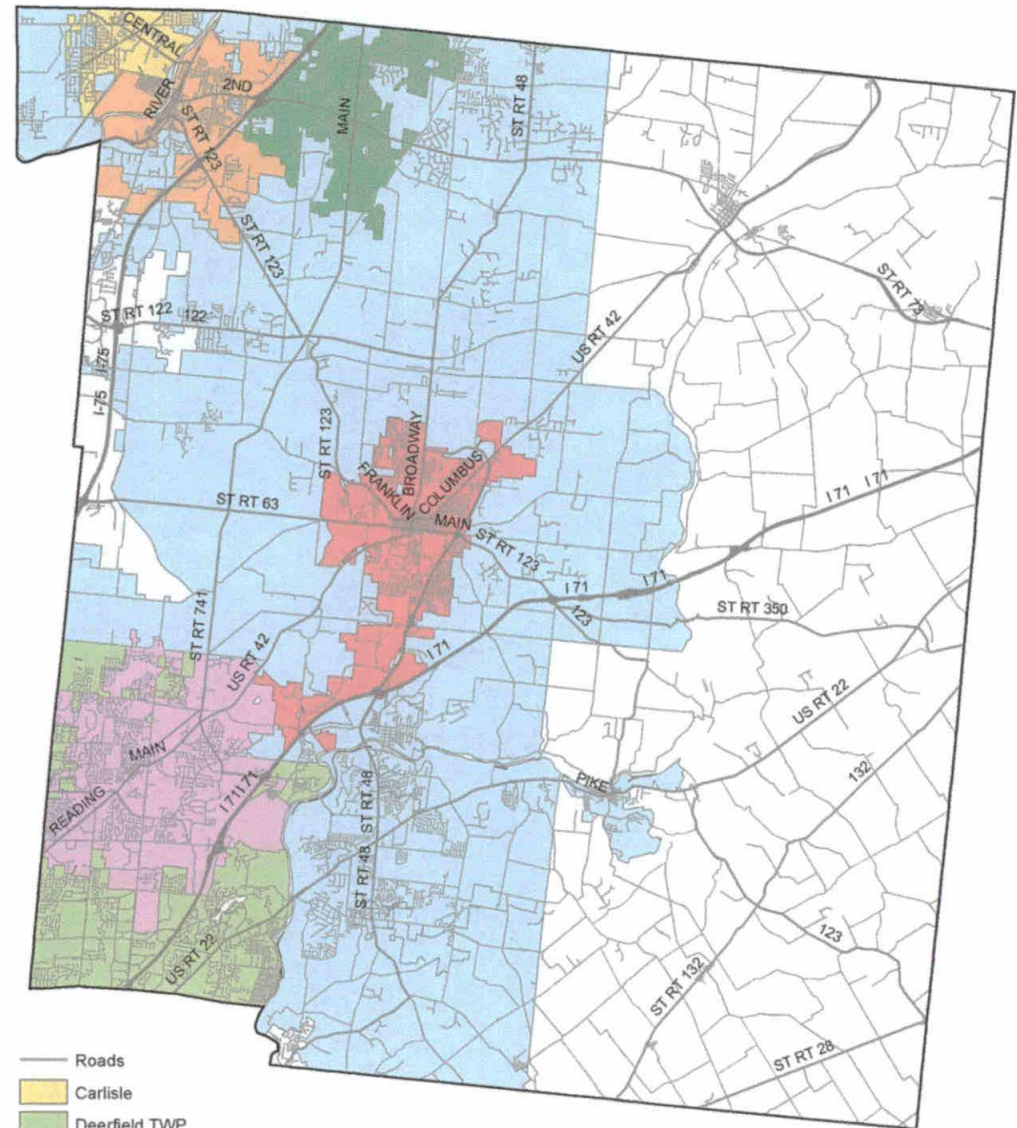 CENTRAL
RIVER
2ND
ST RT 123
MAIN
ST RT 48
ST RT 123
ST RT 73
ST RT 122
122
US RT 42
I-75
I-75
ST RT 123
FRANKLIN
BROADWAY
COLUMBUS
MAIN
ST RT 63
ST RT 123
I 71
I 71
I 71
I 71
123
ST RT 350
ST RT 741
US RT 42
I 71
US RT 22
MAIN
READING
I 71
I 71
ST RT 48
ST RT 48
PIKE
132
US RT 22
123
ST RT 132
ST RT 28
Roads
Carlisle
Deerfield TWP